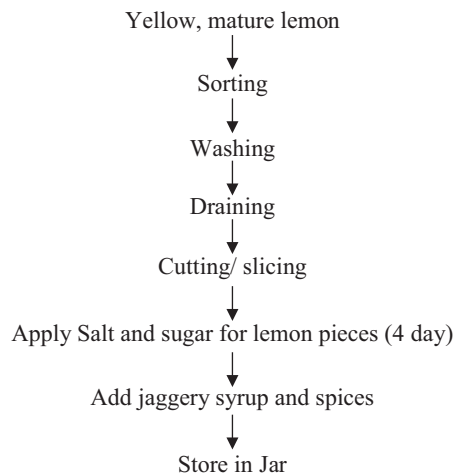 Yellow, mature lemon
Sorting
Washing
Draining
Cutting/ slicing
Apply Salt and sugar for lemon pieces (4 day)
Add jaggery syrup and spices
Store in Jar